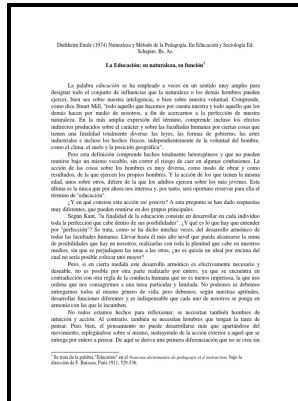 Durkheim Emile (1974) Naturaleza y Método de la Pedagogía. En Educación y Sociología Ed.
Schapire. Bs. As.
La Educación: su naturaleza, su función¹
La palabra educación se ha empleado a veces en un sentido muy amplio para
designar todo el conjunto de influencias que la naturaleza o los demás hombres pueden
ejercer, bien sea sobre nuestra inteligencia, o bien sobre nuestra voluntad. Comprende,
como dice Stuart Mill, "todo aquello que hacemos por cuenta nuestra y todo aquello que los
demás hacen por medio de nosotros, a fin de acercarnos a la perfección de nuestra
naturaleza. En la más amplia expresión del término, comprende incluso los efectos
indirectos producidos sobre el carácter y sobre las facultades humanas por ciertas cosas que
tienen una finalidad totalmente diversa: las leyes, las formas de gobierno, las artes
industriales e incluso los hechos físicos, independientemente de la voluntad del hombre,
como el clima, el suelo y la posición geográfica".
Pero esta definición comprende hechos totalmente heterogéneos y que no pueden
reunirse bajo un mismo vocablo, sin correr el riesgo de caer en algunas confusiones. La
acción de las cosas sobre los hombres es muy diversa, como modo de obrar y como
resultados, de la que ejercen los propios hombres. Y la acción de los que tienen la misma
edad, unos sobre otros, difiere de la que los adultos ejercen sobre los más jóvenes. Esta
última es la única que por ahora nos interesa y, por tanto, será oportuno reservar para ella el
término de "educación".
¿Y en qué consiste esta acción sui generis? A esta pregunta se han dado respuestas
muy diferentes, que pueden reunirse en dos grupos principales.
Según Kant, "la finalidad de la educación consiste en desarrollar en cada individuo
toda la perfección que cabe dentro de sus posibilidades". ¿Y qué es lo que hay que entender
por "perfección"? Se trata, como se ha dicho muchas veces, del desarrollo armónico de
todas las facultades humanas. Llevar hasta el más alto nivel que pueda alcanzarse la suma
de posibilidades que hay en nosotros, realizarlas con toda la plenitud que cabe en nuestros
medios, sin que se perjudiquen las unas a las otras, ¿no es quizás un ideal por encima del
cual no sería posible colocar uno mayor?
Pero, si en cierta medida este desarrollo armónico es efectivamente necesario y
deseable, no es posible por otra parte realizarlo por entero, ya que se encuentra en
contradicción con otra regla de la conducta humana que no es menos imperiosa, la que nos
ordena que nos consagremos a una tarea particular y limitada. No podemos ni debemos
entregarnos todos al mismo género de vida, pero debemos, según nuestras aptitudes,
desarrollar funciones diferentes y es indispensable que cada uno de nosotros se ponga en
armonía con las que le incumben.
No todos estamos hechos para reflexionar, se necesitan también hombres de
intuición y acción. Al contrario, también se necesitan hombres que tengan la tarea de
pensar. Pues bien, el pensamiento no puede desarrollarse más que apartándose del
movimiento, replegándose sobre sí mismo, sustrayendo de la acción exterior a aquel que se
entrega por entero a pensar. De aquí se deriva una primera diferenciación que no se crea sin
¹ Se trata de la palabra "Education" en el Nouveau dictionnaire de pédagogie et d'instruction, bajo la
dirección de F. Buisson, Paris 1911, 529-536.